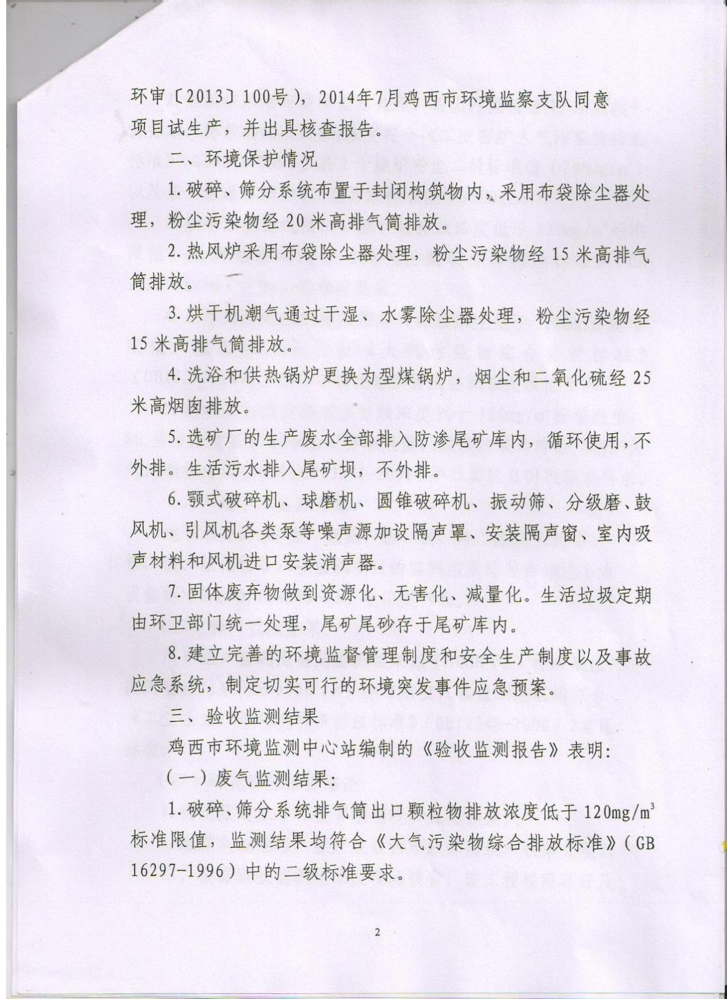 环审〔2013〕100号），2014年7月鸡西市环境监察支队同意
项目试生产，并出具核查报告。
二、环境保护情况
1.破碎、筛分系统布置于封闭构筑物内，采用布袋除尘器处
理，粉尘污染物经 20 米高排气筒排放。
2.热风炉采用布袋除尘器处理，粉尘污染物经 15 米高排气
筒排放。
3.烘干机潮气通过干湿、水雾除尘器处理，粉尘污染物经
15 米高排气筒排放。
4.洗浴和供热锅炉更换为型煤锅炉，烟尘和二氧化硫经 25
米高烟囱排放。
5.选矿厂的生产废水全部排入防渗尾矿库内，循环使用，不
外排。生活污水排入尾矿坝，不外排。
6.颚式破碎机、球磨机、圆锥破碎机、振动筛、分级磨、鼓
风机、引风机各类泵等噪声源加设隔声罩、安装隔声窗、室内吸
声材料和风机进口安装消声器。
7.固体废弃物做到资源化、无害化、减量化。生活垃圾定期
由环卫部门统一处理，尾矿尾砂存于尾矿库内。
8.建立完善的环境监督管理制度和安全生产制度以及事故
应急系统，制定切实可行的环境突发事件应急预案。
三、验收监测结果
鸡西市环境监测中心站编制的《验收监测报告》表明：
（一）废气监测结果：
1.破碎、筛分系统排气筒出口颗粒物排放浓度低于 120mg/m³
标准限值，监测结果均符合《大气污染物综合排放标准》（GB
16297-1996）中的二级标准要求。
2